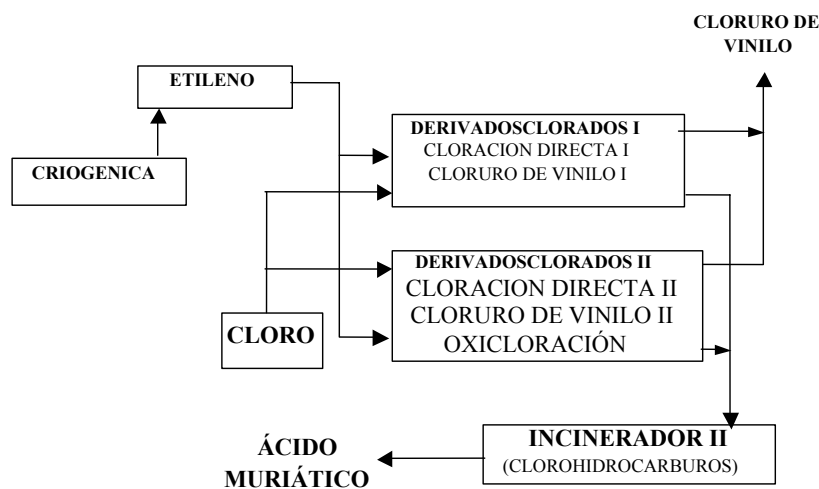 CLORURO DE
VINILO
ETILENO
DERIVADOSCLORADOS I
CLORACION DIRECTA I
CLORURO DE VINILO I
CRIOGENICA
DERIVADOSCLORADOS II
CLORACION DIRECTA II
CLORURO DE VINILO II
OXICLORACIÓN
CLORO
INCINERADOR II
(CLOROHIDROCARBUROS)
ÁCIDO
MURIÁTICO